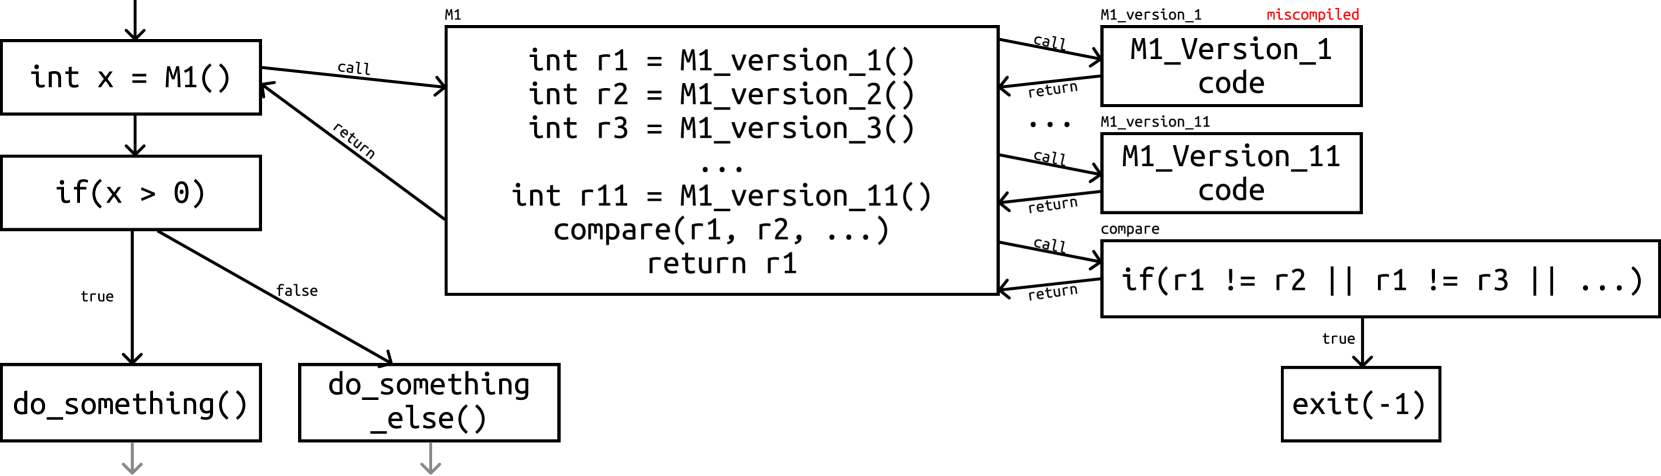 int x = M1()
call
return
if(x > 0)
true
false
do_something()
do_something
_else()
M1
int r1 = M1_version_1()
int r2 = M1_version_2()
int r3 = M1_version_3()
...
int r11 = M1_version_11()
compare(r1, r2, ...)
return r1
call
return
...
call
return
call
return
M1_version_1 miscompiled
M1_Version_1
code
M1_version_11
M1_Version_11
code
compare
if(r1 != r2 || r1 != r3 || ...)
true
exit(-1)